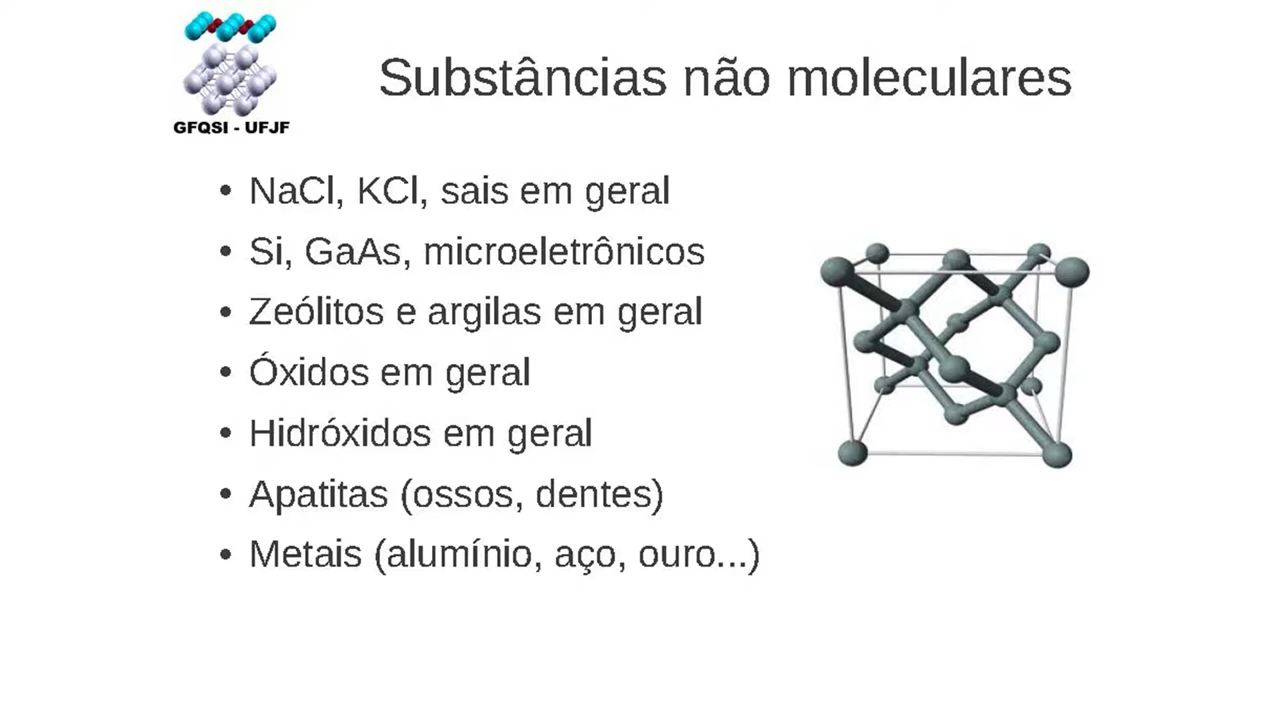 GFQSI - UFJF
Substâncias não moleculares
• NaCl, KCl, sais em geral
• Si, GaAs, microeletrônicos
• Zeólitos e argilas em geral
• Óxidos em geral
• Hidróxidos em geral
• Apatitas (ossos, dentes)
• Metais (alumínio, aço, ouro...)